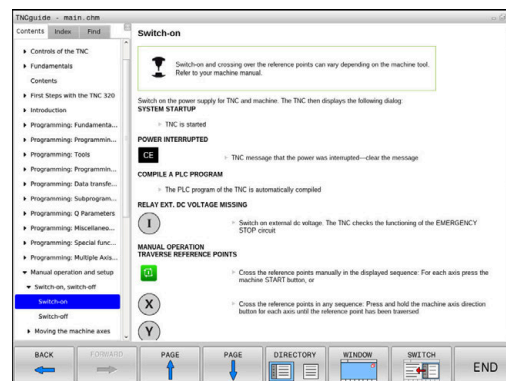 TNCguide - main.chm
Contents
Index
Find
Controls of the TNC
Fundamentals
Contents
First Steps with the TNC 320
Introduction
Programming: Fundamenta...
Programming: Programmin...
Programming: Tools
Programming: Programmin...
Programming: Data transfe...
Programming: Subprogram...
Programming: Q Parameters
Programming: Miscellaneo...
Programming: Special func...
Programming: Multiple Axis...
Manual operation and setup
Switch-on, switch-off
Switch-on
Switch-off
Moving the machine axes
Switch-on
Switch-on and crossing over the reference points can vary depending on the machine tool.
Refer to your machine manual.
Switch on the power supply for TNC and machine. The TNC then displays the following dialog:
SYSTEM STARTUP
TNC is started
POWER INTERRUPTED
CE
TNC message that the power was interrupted—clear the message
COMPILE A PLC PROGRAM
The PLC program of the TNC is automatically compiled
RELAY EXT. DC VOLTAGE MISSING
I
Switch on external dc voltage. The TNC checks the functioning of the EMERGENCY
STOP circuit
MANUAL OPERATION
TRAVERSE REFERENCE POINTS
Cross the reference points manually in the displayed sequence: For each axis press the
machine START button, or
X
Cross the reference points in any sequence: Press and hold the machine axis direction
button for each axis until the reference point has been traversed
Y
BACK
FORWARD
PAGE
PAGE
DIRECTORY
WINDOW
SWITCH
END